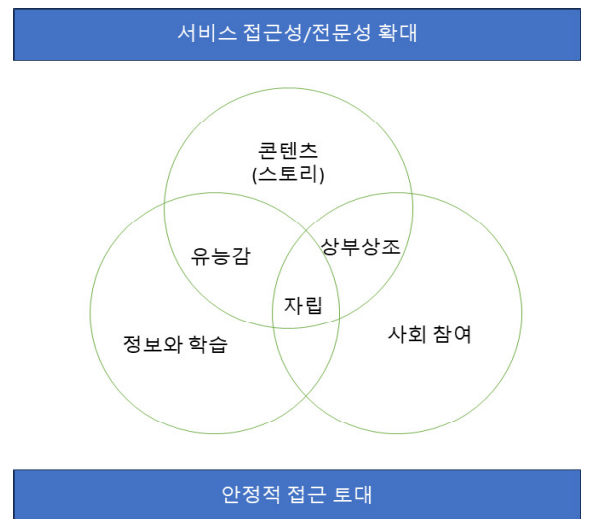 서비스 접근성/전문성 확대
콘텐츠
(스토리)
유능감
상부상조
자립
정보와 학습
사회 참여
안정적 접근 토대